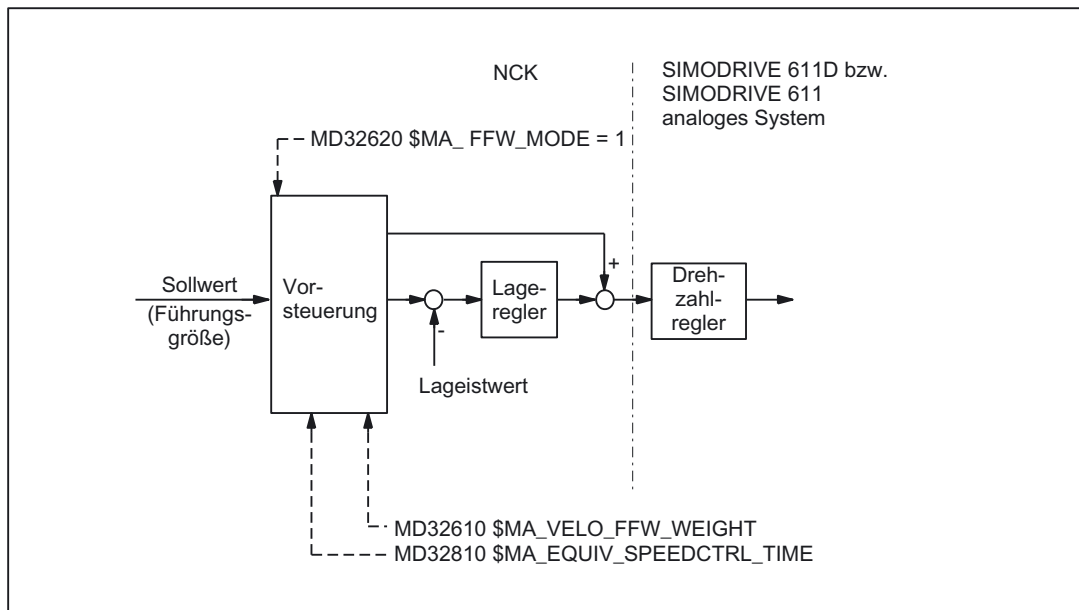 NCK
SIMODRIVE 611D bzw.
SIMODRIVE 611
analoges System
MD32620 $MA_ FFW_MODE = 1
Sollwert
(Führungs-
größe)
Vor-
steuerung
-
Lageistwert
Lage-
regler
+
Dreh-
zahl-
regler
MD32610 $MA_VELO_FFW_WEIGHT
MD32810 $MA_EQUIV_SPEEDCTRL_TIME